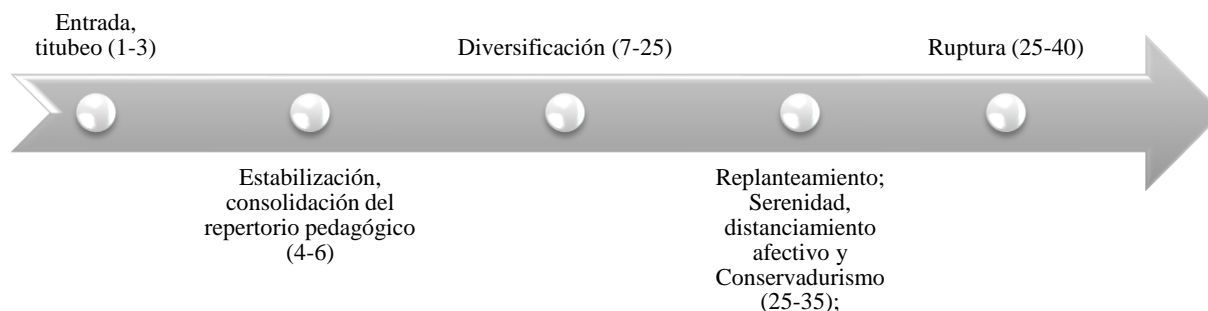 Entrada,
titubeo (1-3)
Estabilización,
consolidación del
repertorio pedagógico
(4-6)
Diversificación (7-25)
Replanteamiento;
Serenidad,
distanciamiento
afectivo y
Conservadurismo
(25-35);
Ruptura (25-40)